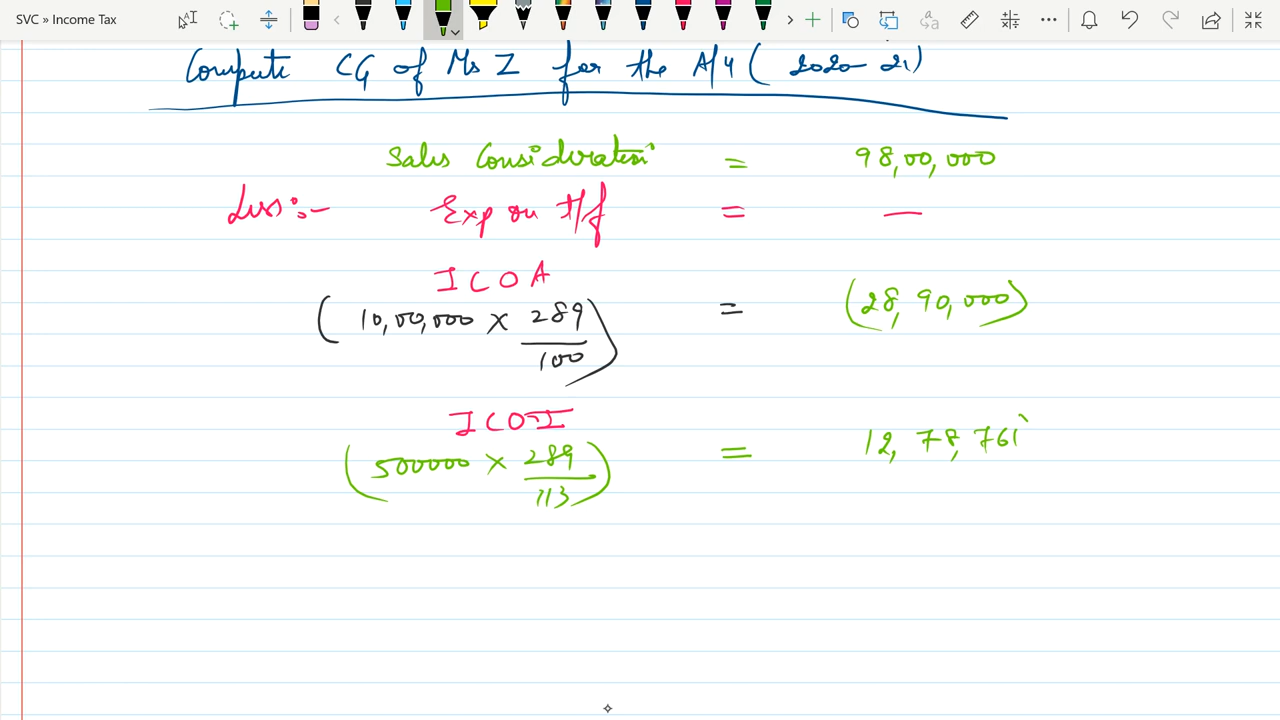 SVC » Income Tax
Compute CG of Ms Z for the A/Y ( 2020-21)
Sales Consideration = 98,00,000
Less:- Exp on t/f = —
ICOA
(10,00,000 × 289/100) = (28,90,000)
ICOI
(500000 × 289/113) = 12,78,761